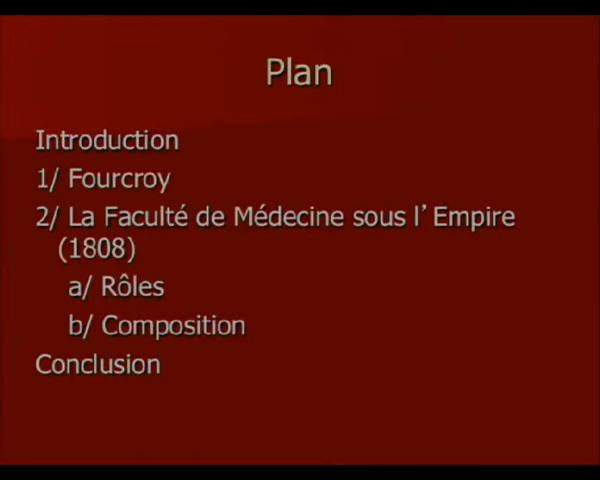 Plan
Introduction
1/ Fourcroy
2/ La Faculté de Médecine sous l’Empire
(1808)
a/ Rôles
b/ Composition
Conclusion